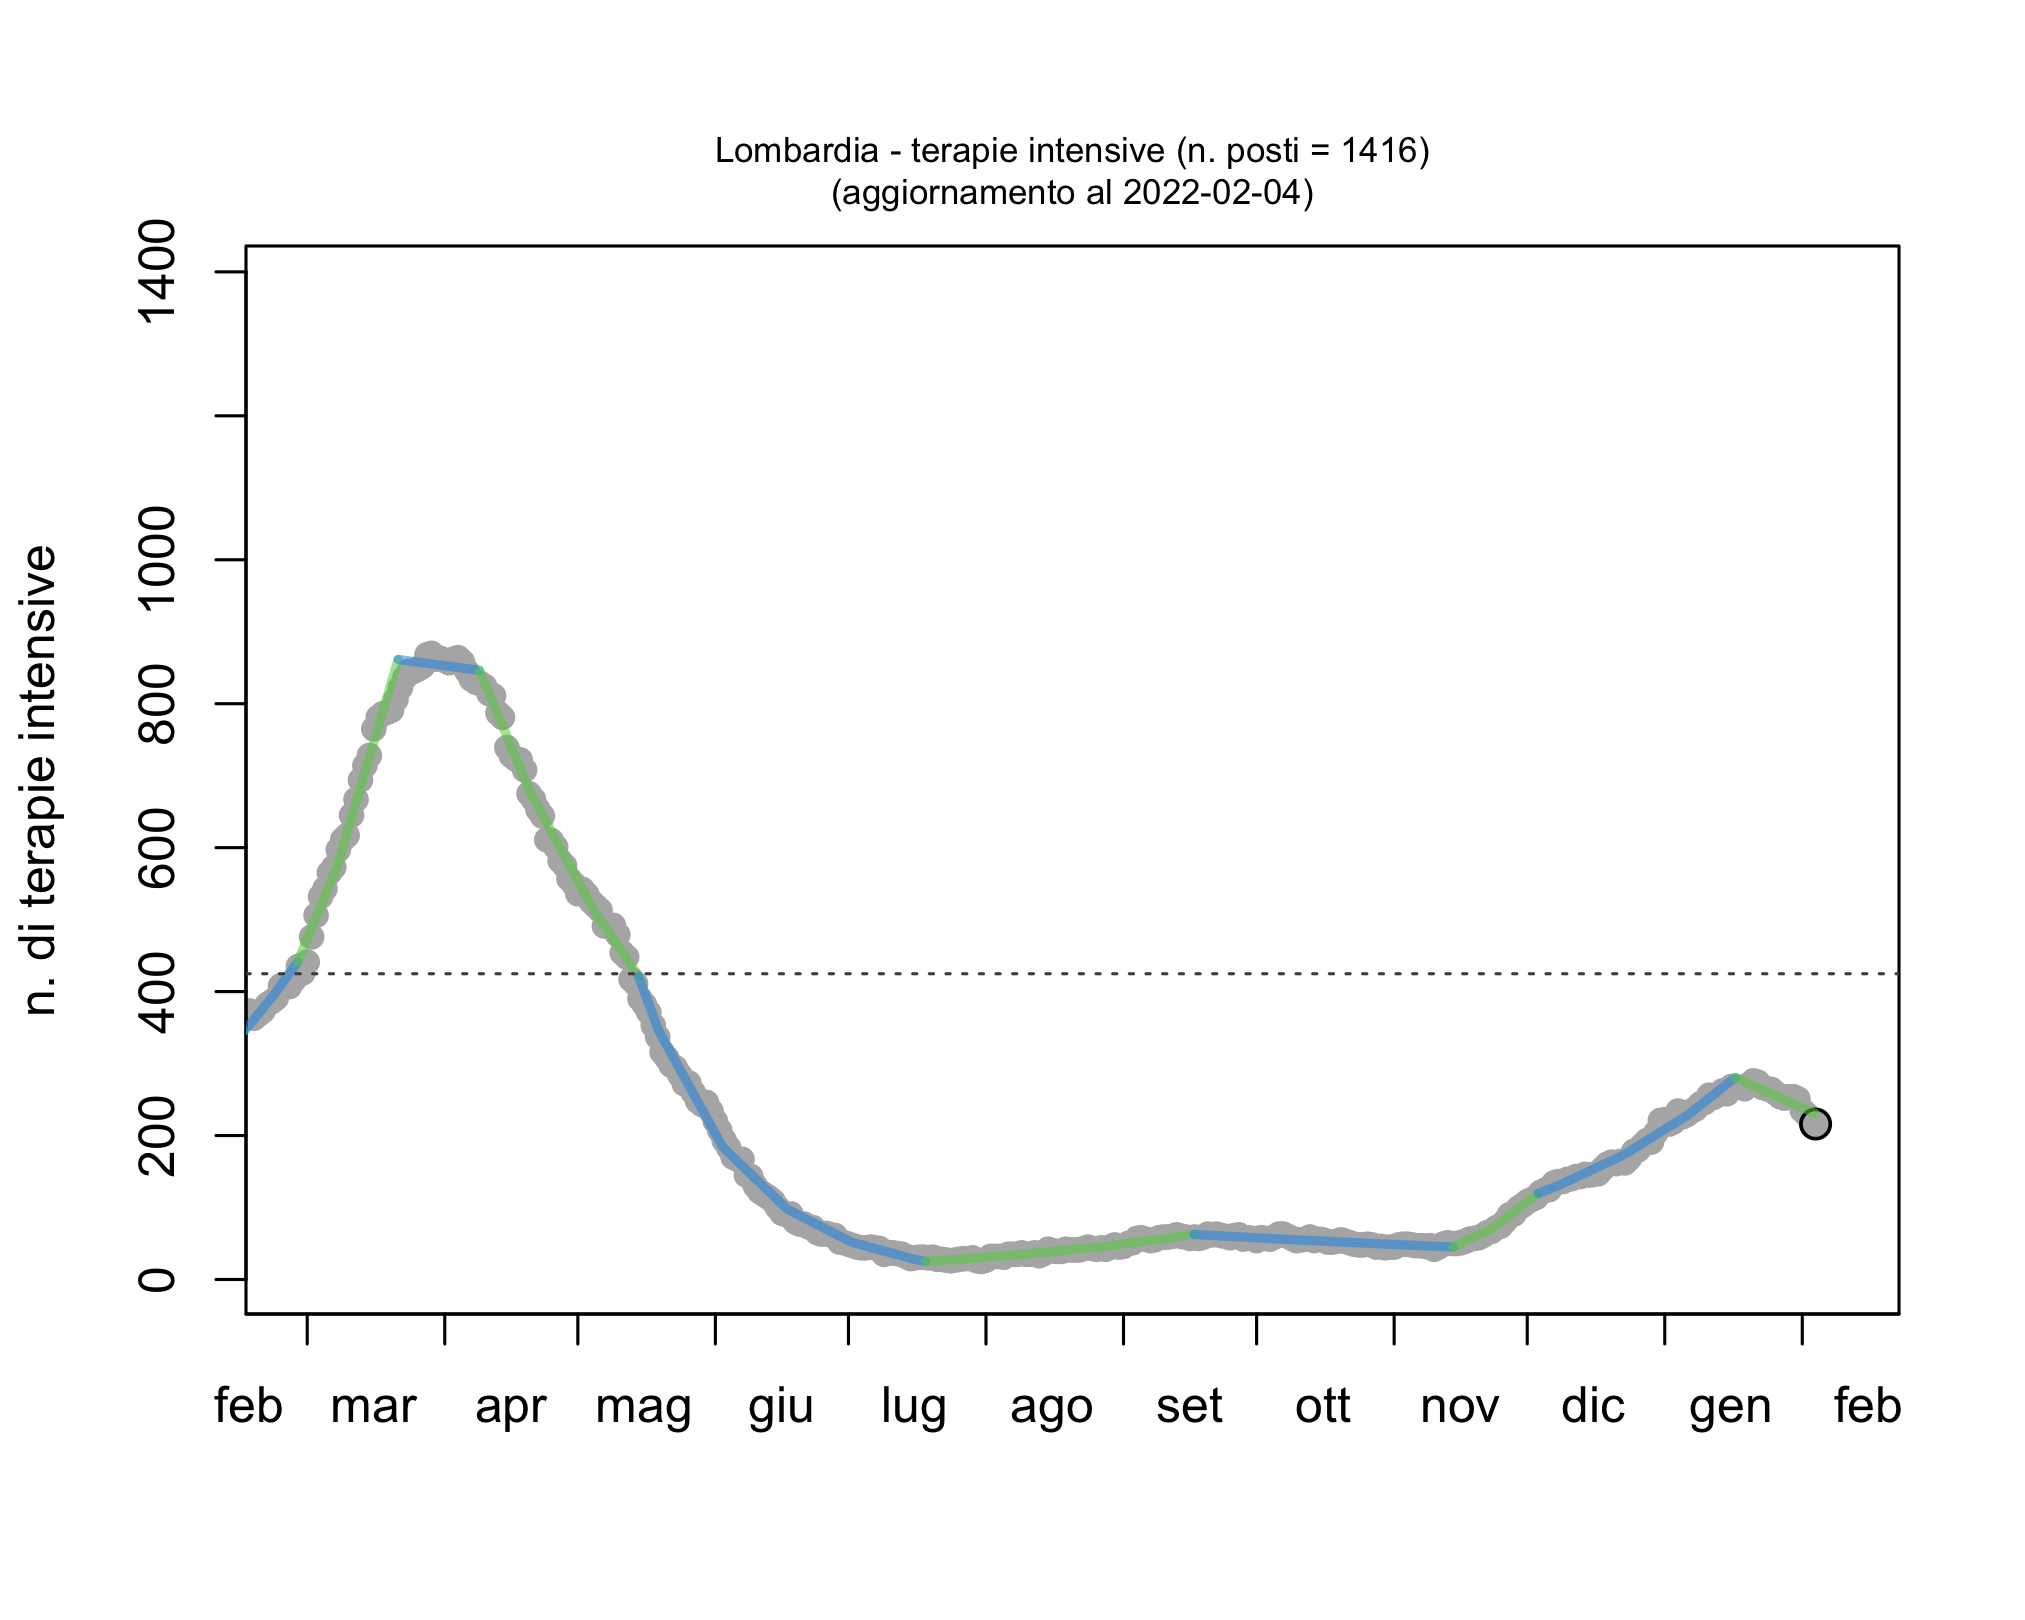 Lombardia - terapie intensive (n. posti = 1416)
(aggiornamento al 2022-02-04)
n. di terapie intensive
1400
1000
800
600
400
200
0
feb mar apr mag giu lug ago set ott nov dic gen feb